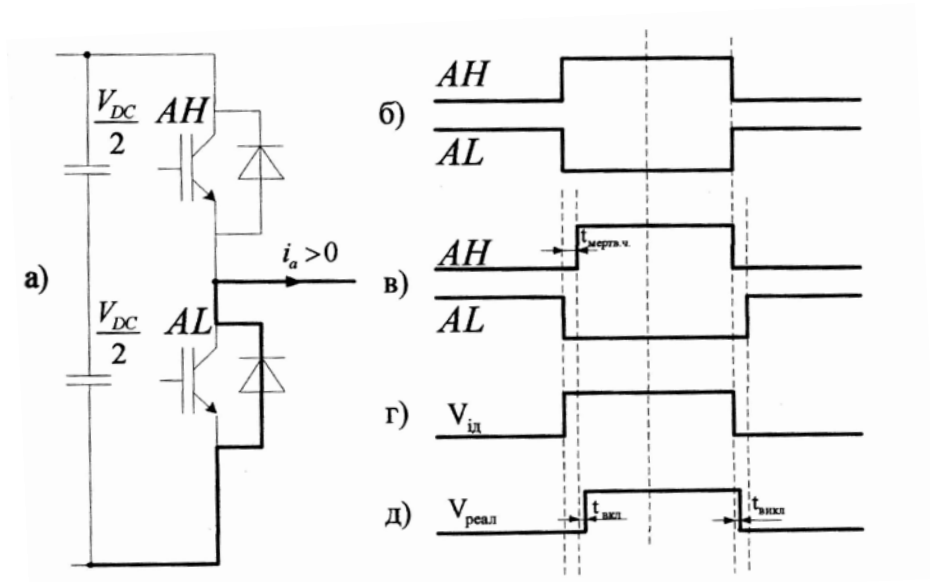 а)
V_DC/2
AH
i_a>0
V_DC/2
AL
б)
AH
AL
в)
AH
t_мертв.ч.
AL
г)
V_ід
д)
V_реал
t_вкл
t_викл